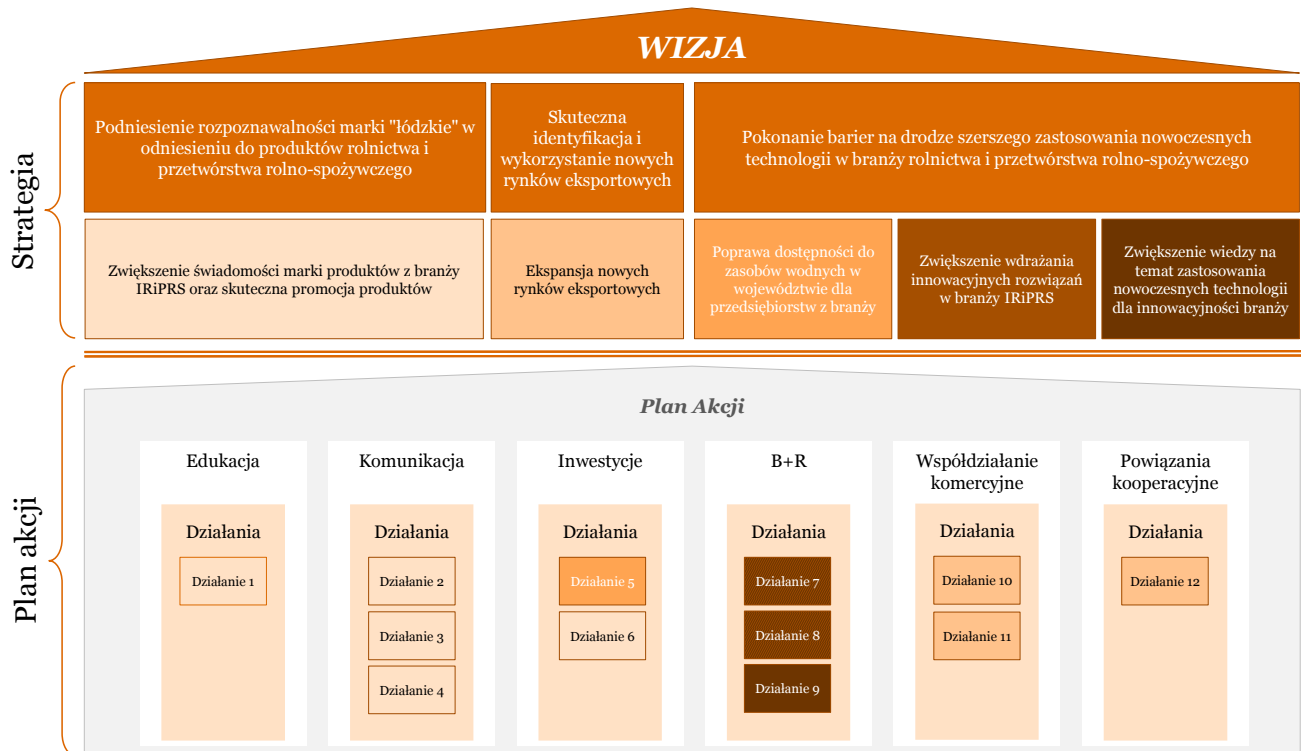 WIZJA
Strategia
Podniesienie rozpoznawalności marki "łódzkie" w
odniesieniu do produktów rolnictwa i
przetwórstwa rolno-spożywczego
Skuteczna
identyfikacja i
wykorzystanie nowych
rynków eksportowych
Pokonanie barier na drodze szerszego zastosowania nowoczesnych
technologii w branży rolnictwa i przetwórstwa rolno-spożywczego
Zwiększenie świadomości marki produktów z branży
IRiPRS oraz skuteczna promocja produktów
Ekspansja nowych
rynków eksportowych
Poprawa dostępności do
zasobów wodnych w
województwie dla
przedsiębiorstw z branży
Zwiększenie wdrażania
innowacyjnych rozwiązań
w branży IRiPRS
Zwiększenie wiedzy na
temat zastosowania
nowoczesnych technologii
dla innowacyjności branży
Plan akcji
Plan Akcji
Edukacja
Działania
Działanie 1
Komunikacja
Działania
Działanie 2
Działanie 3
Działanie 4
Inwestycje
Działania
Działanie 5
Działanie 6
B+R
Działania
Działanie 7
Działanie 8
Działanie 9
Współdziałanie
komercyjne
Działania
Działanie 10
Działanie 11
Powiązania
kooperacyjne
Działania
Działanie 12